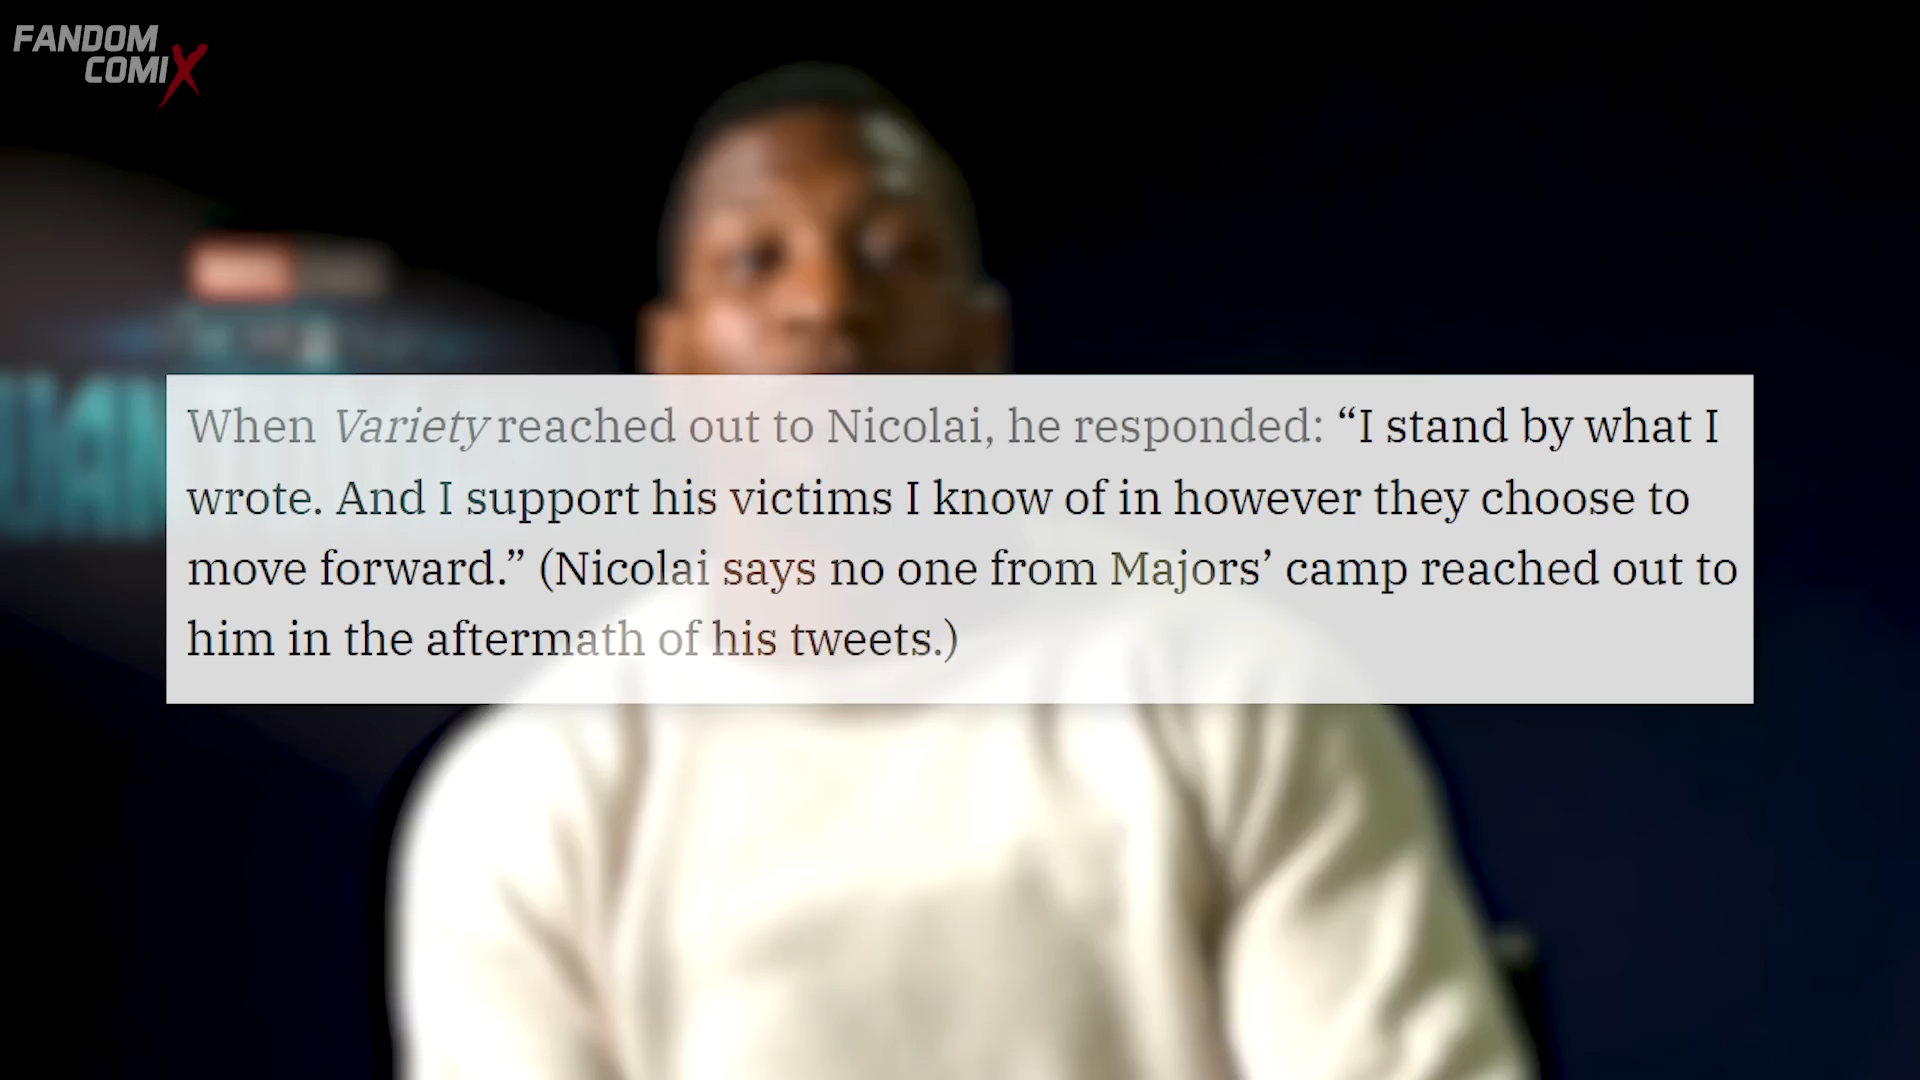 FANDOM
COMIX
When Variety reached out to Nicolai, he responded: “I stand by what I
wrote. And I support his victims I know of in however they choose to
move forward.” (Nicolai says no one from Majors’ camp reached out to
him in the aftermath of his tweets.)